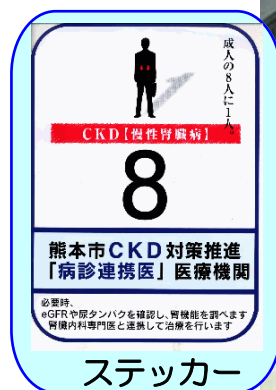 成人の8人に1人。
CKD【慢性腎臓病】
8
熊本市CKD対策推進
「病診連携医」医療機関
必要時、
eGFRや尿タンパクを確認し、腎機能を調べます
腎臓内科専門医と連携して治療を行います
ステッカー